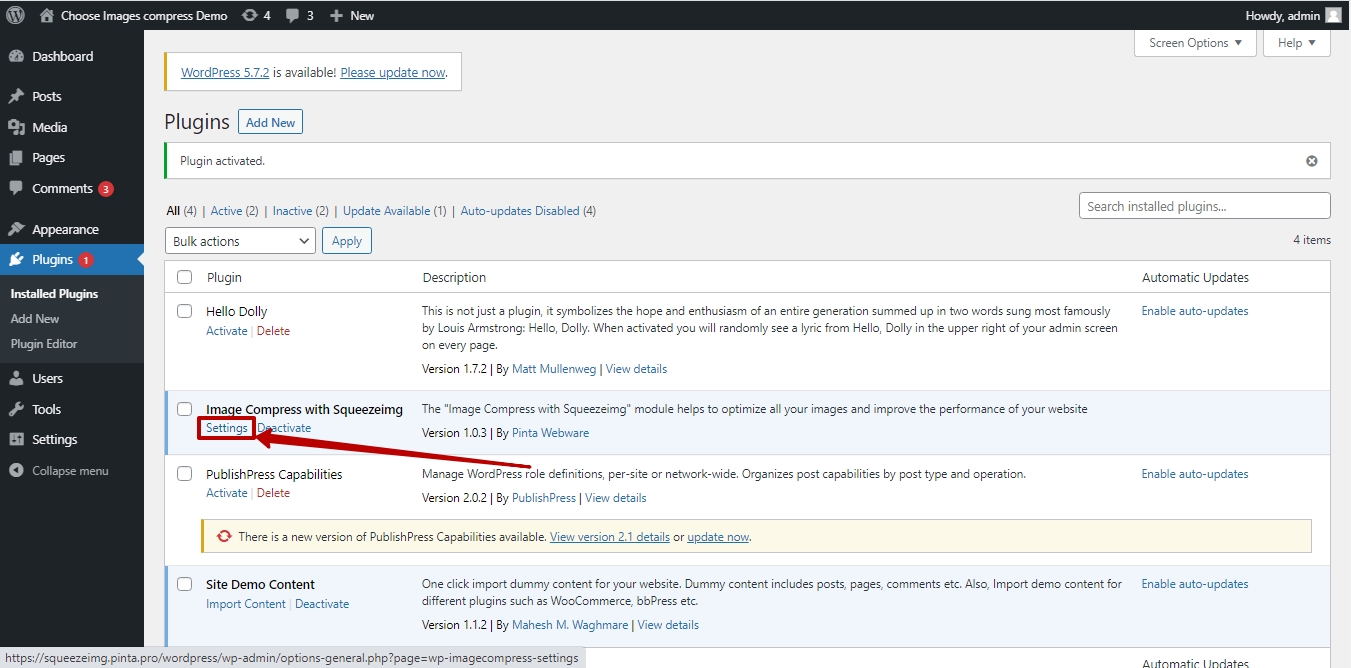 Choose Images compress Demo 4 3 New Howdy, admin
Screen Options Help
Dashboard
Posts
Media
Pages
Comments 3
Appearance
Plugins 1
Installed Plugins
Add New
Plugin Editor
Users
Tools
Settings
Collapse menu
WordPress 5.7.2 is available! Please update now.
Plugins Add New
Plugin activated.
All (4) | Active (2) | Inactive (2) | Update Available (1) | Auto-updates Disabled (4)
Search installed plugins...
Bulk actions Apply
4 items
Plugin Description Automatic Updates
Hello Dolly
Activate | Delete
This is not just a plugin, it symbolizes the hope and enthusiasm of an entire generation summed up in two words sung most famously
by Louis Armstrong: Hello, Dolly. When activated you will randomly see a lyric from Hello, Dolly in the upper right of your admin screen
on every page.
Version 1.7.2 | By Matt Mullenweg | View details
Enable auto-updates
Image Compress with Squeezeimg
Settings | Deactivate
The "Image Compress with Squeezeimg" module helps to optimize all your images and improve the performance of your website
Version 1.0.3 | By Pinta Webware
PublishPress Capabilities
Activate | Delete
Manage WordPress role definitions, per-site or network-wide. Organizes post capabilities by post type and operation.
Version 2.0.2 | By PublishPress | View details
Enable auto-updates
There is a new version of PublishPress Capabilities available. View version 2.1 details or update now.
Site Demo Content
Import Content | Deactivate
One click import dummy content for your website. Dummy content includes posts, pages, comments etc. Also, Import demo content for
different plugins such as WooCommerce, bbPress etc.
Version 1.1.2 | By Mahesh M. Waghmare | View details
Enable auto-updates
Automatic Updates
https://squeezeimg.pinta.pro/wordpress/wp-admin/options-general.php?page=wp-imagecompress-settings